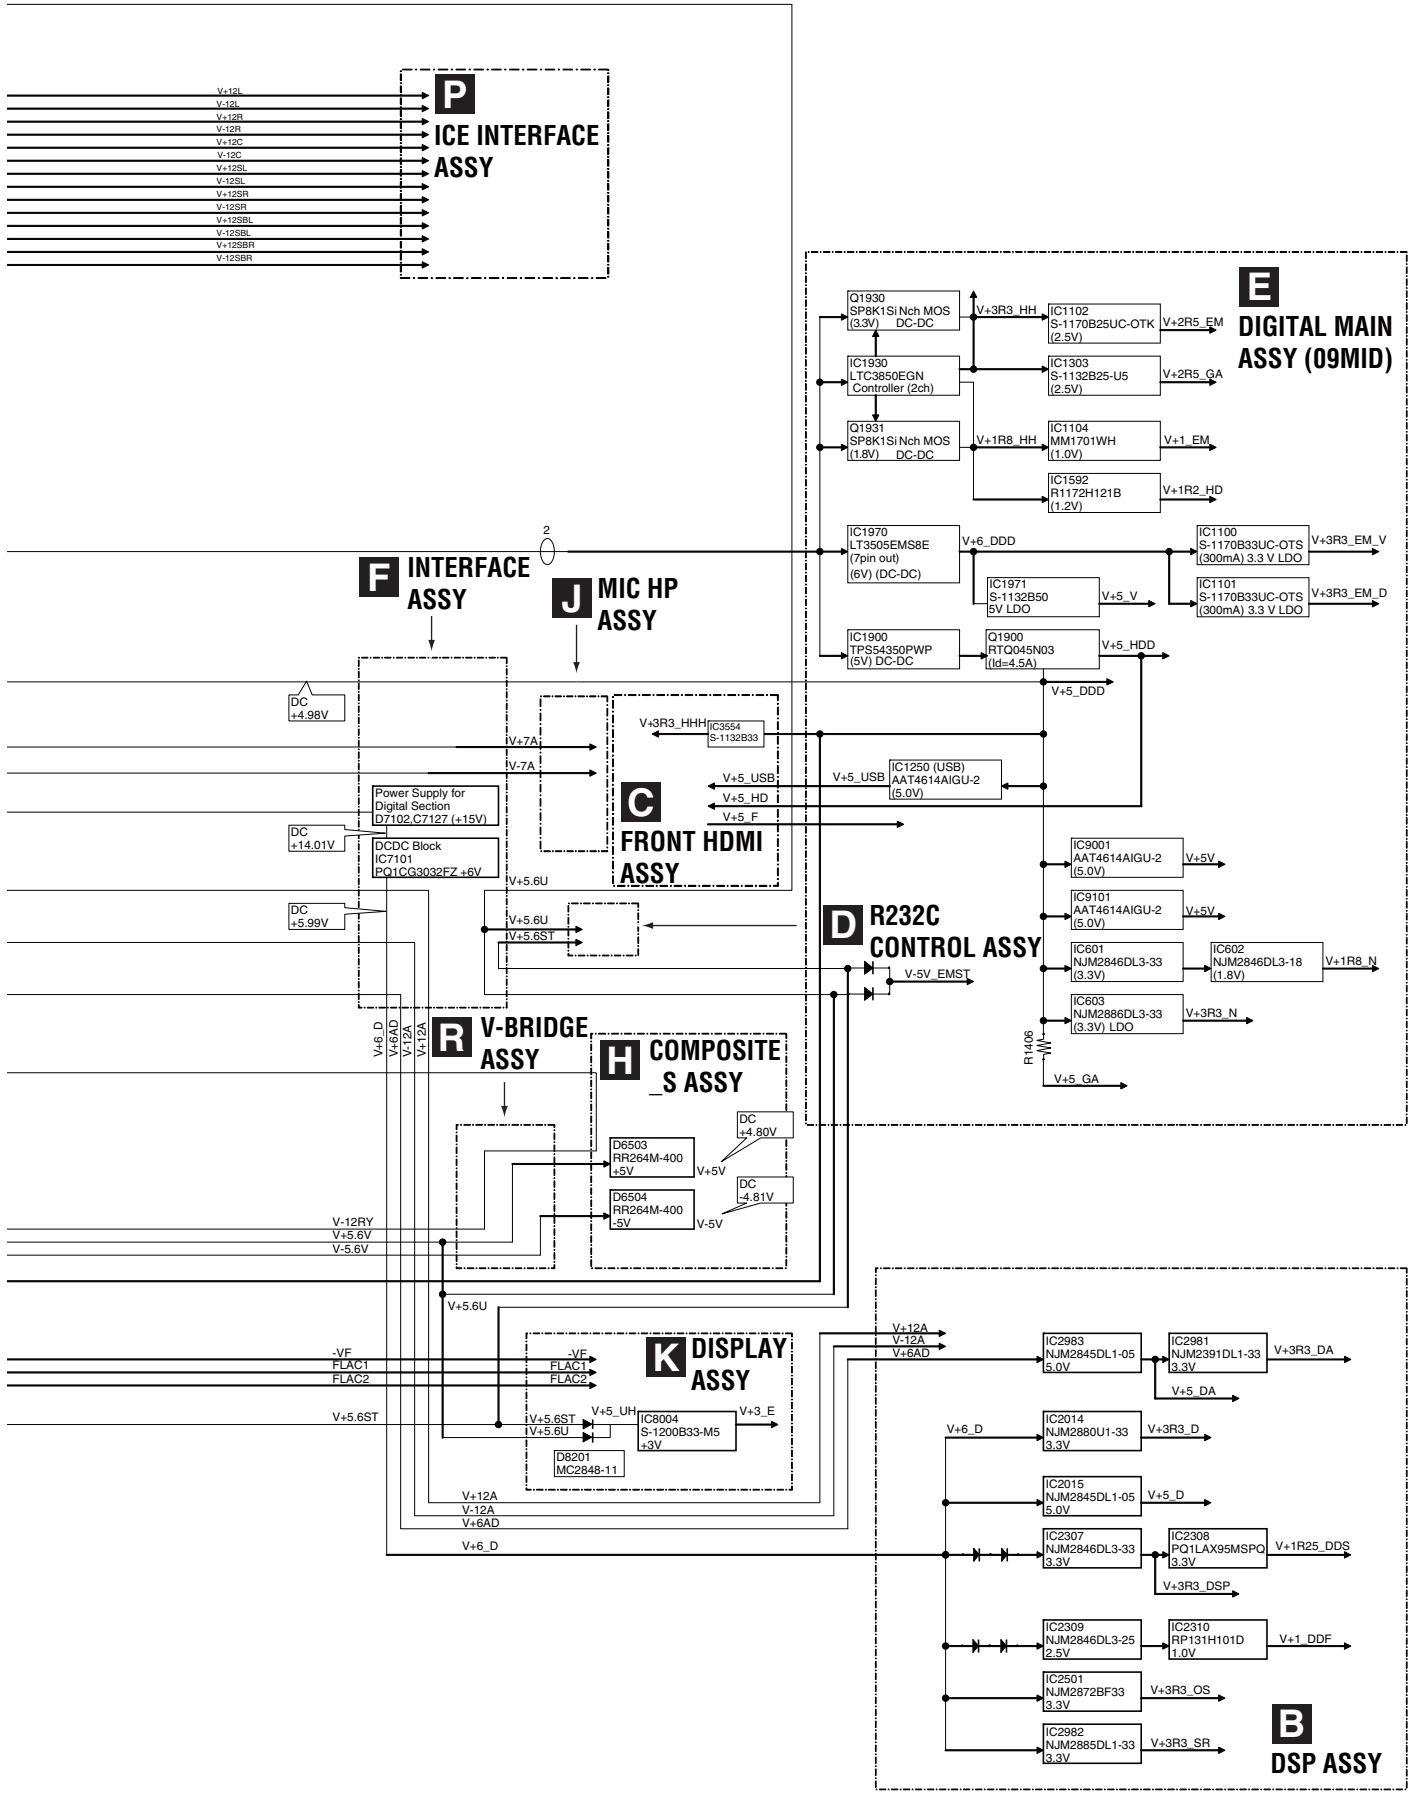 V+12L
V-12L
V+12R
V-12R
V+12C
V-12C
V+12SL
V-12SL
V+12SR
V-12SR
V+12SBL
V-12SBL
V+12SBR
V-12SBR
P
ICE INTERFACE
ASSY
E
DIGITAL MAIN
ASSY (09MID)
Q1930
SP8K1Si Nch MOS
(3.3V) DC-DC
V+3R3_HH
IC1102
S-1170B25UC-OTK
(2.5V)
V+2R5_EM
IC1930
LTC3850EGN
Controller (2ch)
IC1303
S-1132B25-U5
(2.5V)
V+2R5_GA
Q1931
SP8K1Si Nch MOS
(1.8V) DC-DC
V+1R8_HH
IC1104
MM1701WH
(1.0V)
V+1_EM
IC1592
R1172H121B
(1.2V)
V+1R2_HD
2
IC1970
LT3505EMS8E
(7pin out)
(6V) (DC-DC)
V+6_DDD
IC1100
S-1170B33UC-OTS
(300mA) 3.3 V LDO
V+3R3_EM_V
IC1971
S-1132B50
5V LDO
V+5_V
IC1101
S-1170B33UC-OTS
(300mA) 3.3 V LDO
V+3R3_EM_D
IC1900
TPS54350PWP
(5V) DC-DC
Q1900
RTQ045N03
(Id=4.5A)
V+5_HDD
V+5_DDD
F
INTERFACE
ASSY
J
MIC HP
ASSY
DC
+4.98V
V+7A
V-7A
V+3R3_HHH
IC3554
S-1132B33
V+5_USB
V+5_USB
IC1250 (USB)
AAT4614AIGU-2
(5.0V)
V+5_HD
V+5_F
C
FRONT HDMI
ASSY
Power Supply for
Digital Section
D7102,C7127 (+15V)
DC
+14.01V
DCDC Block
IC7101
PQ1CG3032FZ +6V
DC
+5.99V
V+5.6U
V+5.6U
V+5.6ST
D
R232C
CONTROL ASSY
V-5V_EMST
IC9001
AAT4614AIGU-2
(5.0V)
V+5V
IC9101
AAT4614AIGU-2
(5.0V)
V+5V
IC601
NJM2846DL3-33
(3.3V)
IC602
NJM2846DL3-18
(1.8V)
V+1R8_N
IC603
NJM2886DL3-33
(3.3V) LDO
V+3R3_N
R1406
V+5_GA
V+6_D
V+6AD
V-12A
V+12A
R
V-BRIDGE
ASSY
H
COMPOSITE
_S ASSY
DC
+4.80V
D6503
RR264M-400
+5V
V+5V
DC
-4.81V
D6504
RR264M-400
-5V
V-5V
V-12RY
V+5.6V
V-5.6V
V+5.6U
K
DISPLAY
ASSY
-VF
FLAC1
FLAC2
-VF
FLAC1
FLAC2
V+5.6ST
V+5.6ST
V+5.6U
V+5_UH
IC8004
S-1200B33-M5
+3V
V+3_E
D8201
MC2848-11
V+12A
V-12A
V+6AD
V+6_D
V+12A
V-12A
V+6AD
IC2983
NJM2845DL1-05
5.0V
IC2981
NJM2391DL1-33
3.3V
V+3R3_DA
V+5_DA
V+6_D
IC2014
NJM2880U1-33
3.3V
V+3R3_D
IC2015
NJM2845DL1-05
5.0V
V+5_D
IC2307
NJM2846DL3-33
3.3V
IC2308
PQ1LAX95MSPQ
3.3V
V+1R25_DDS
V+3R3_DSP
IC2309
NJM2846DL3-25
2.5V
IC2310
RP131H101D
1.0V
V+1_DDF
IC2501
NJM2872BF33
3.3V
V+3R3_OS
IC2982
NJM2885DL1-33
3.3V
V+3R3_SR
B
DSP ASSY